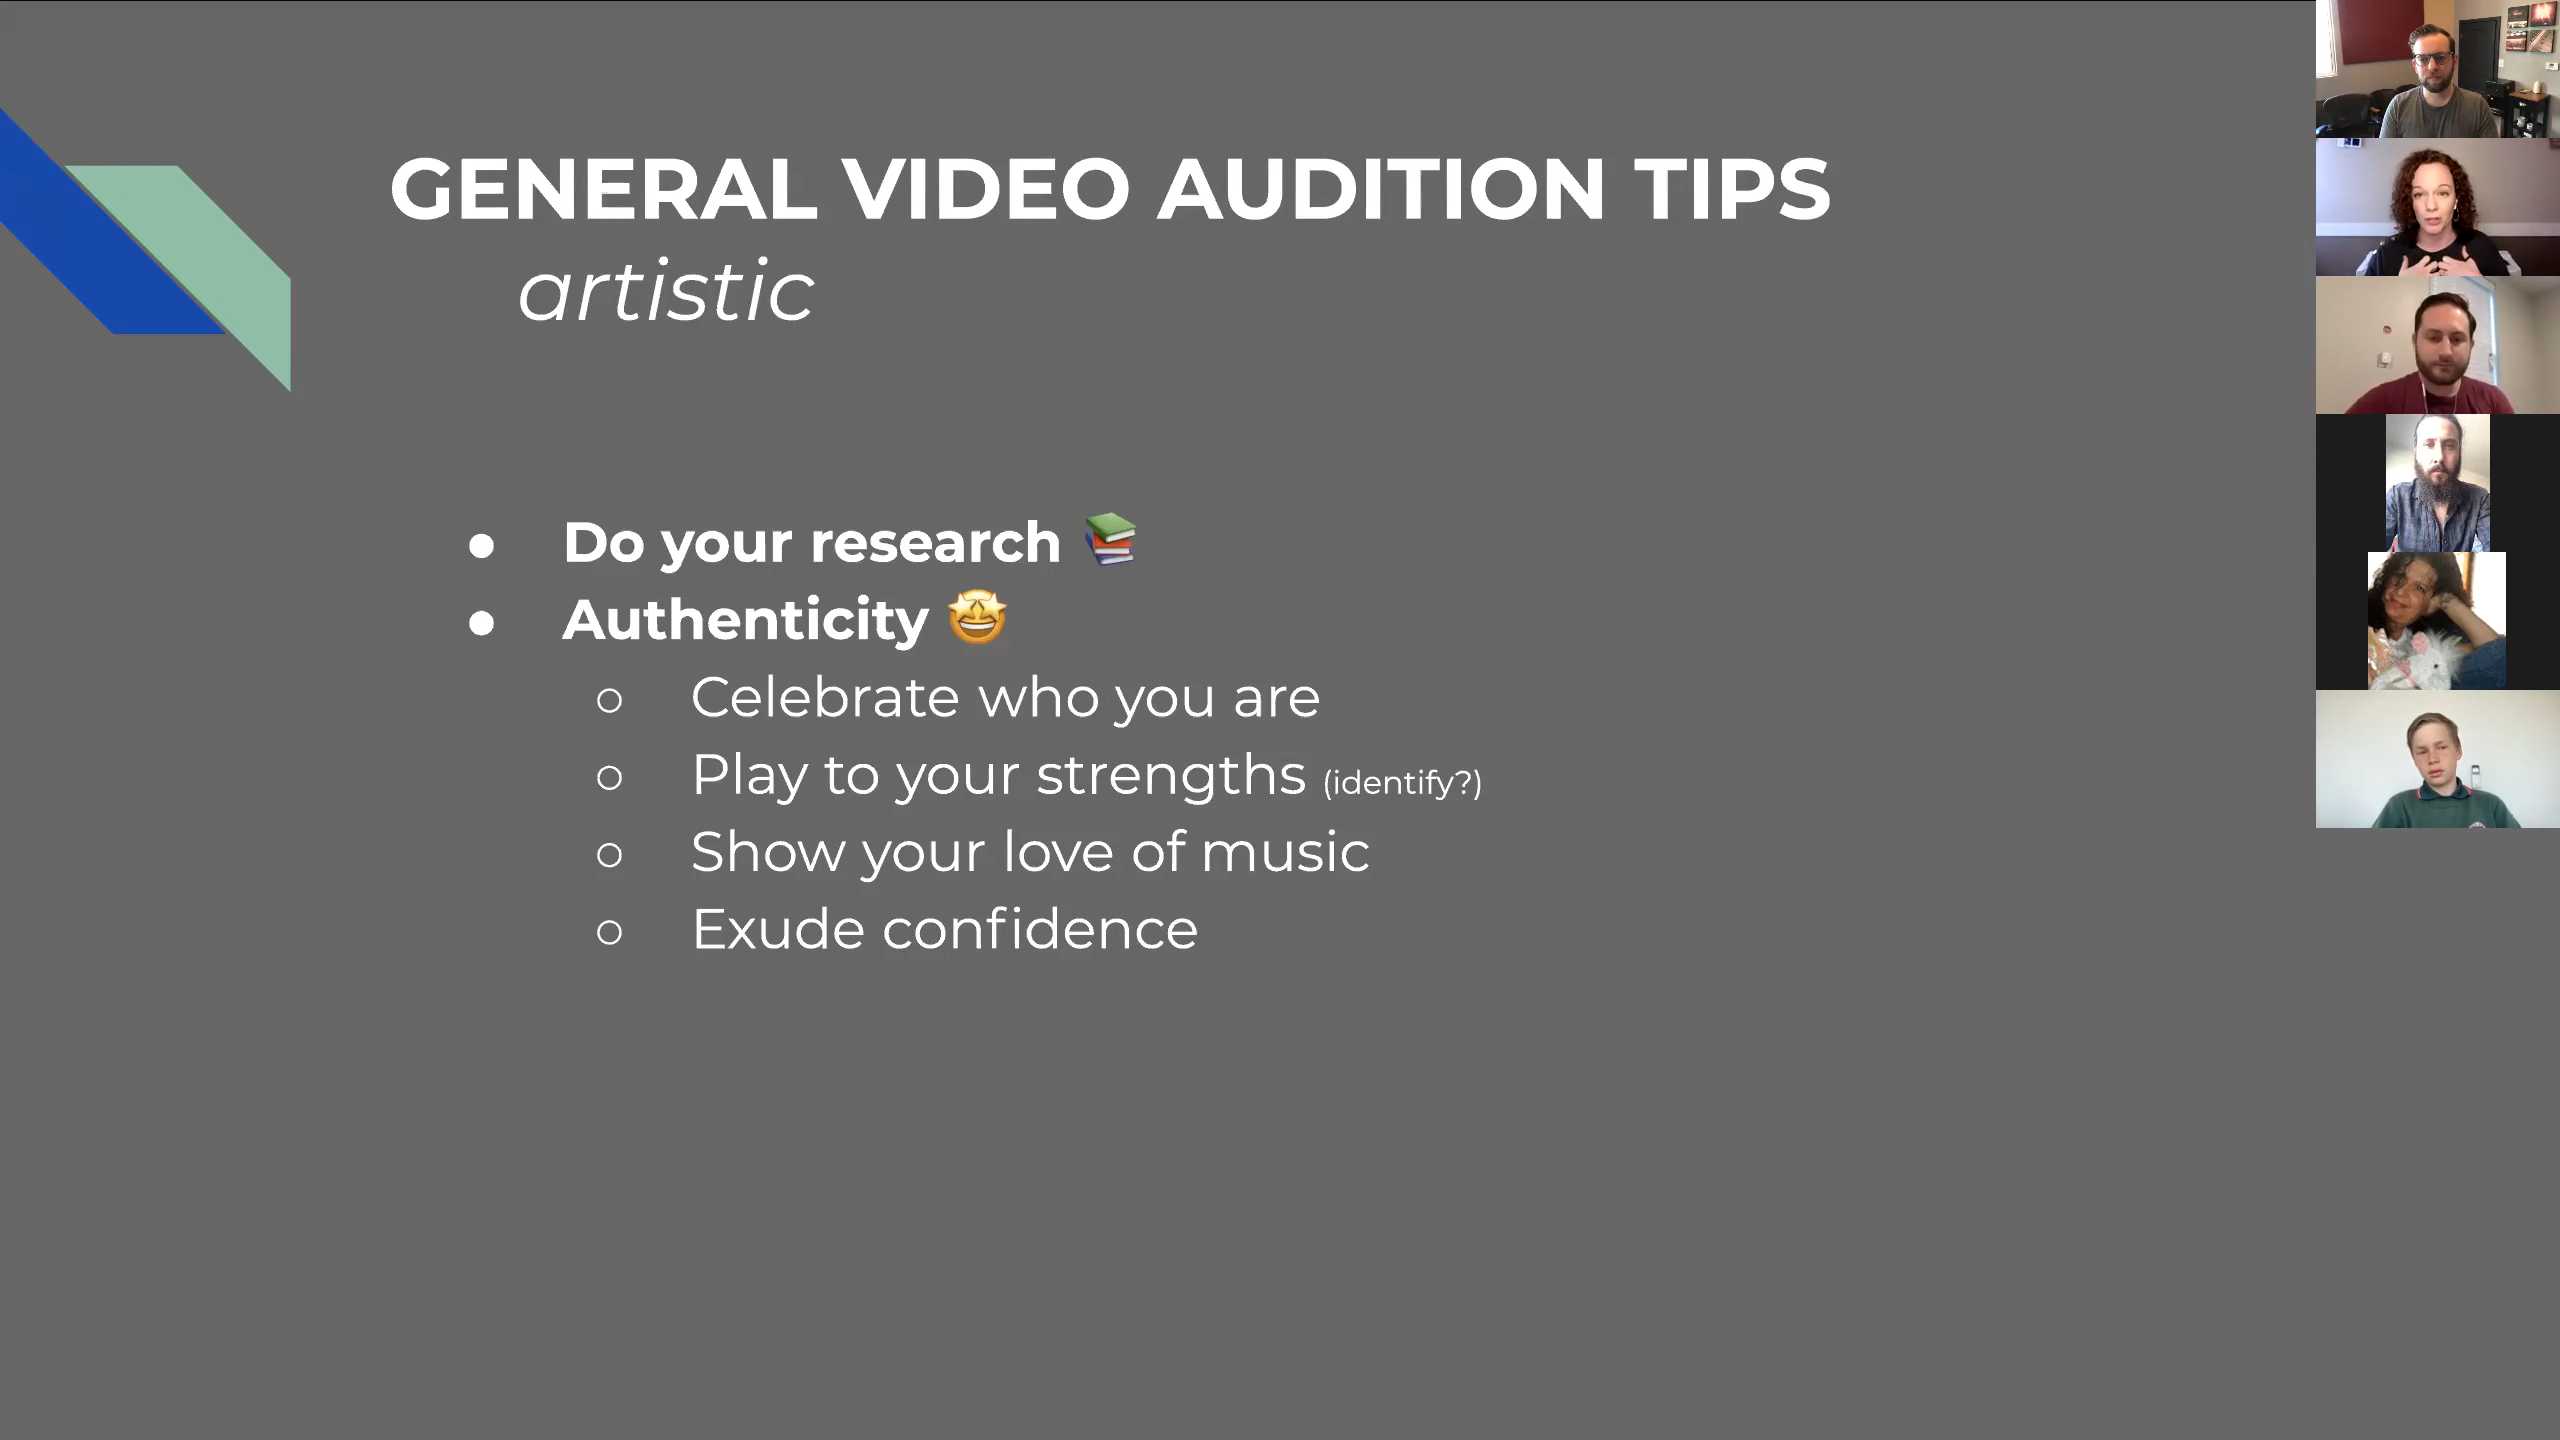 GENERAL VIDEO AUDITION TIPS
artistic
● Do your research 📚
● Authenticity 🤩
○ Celebrate who you are
○ Play to your strengths (identify?)
○ Show your love of music
○ Exude confidence